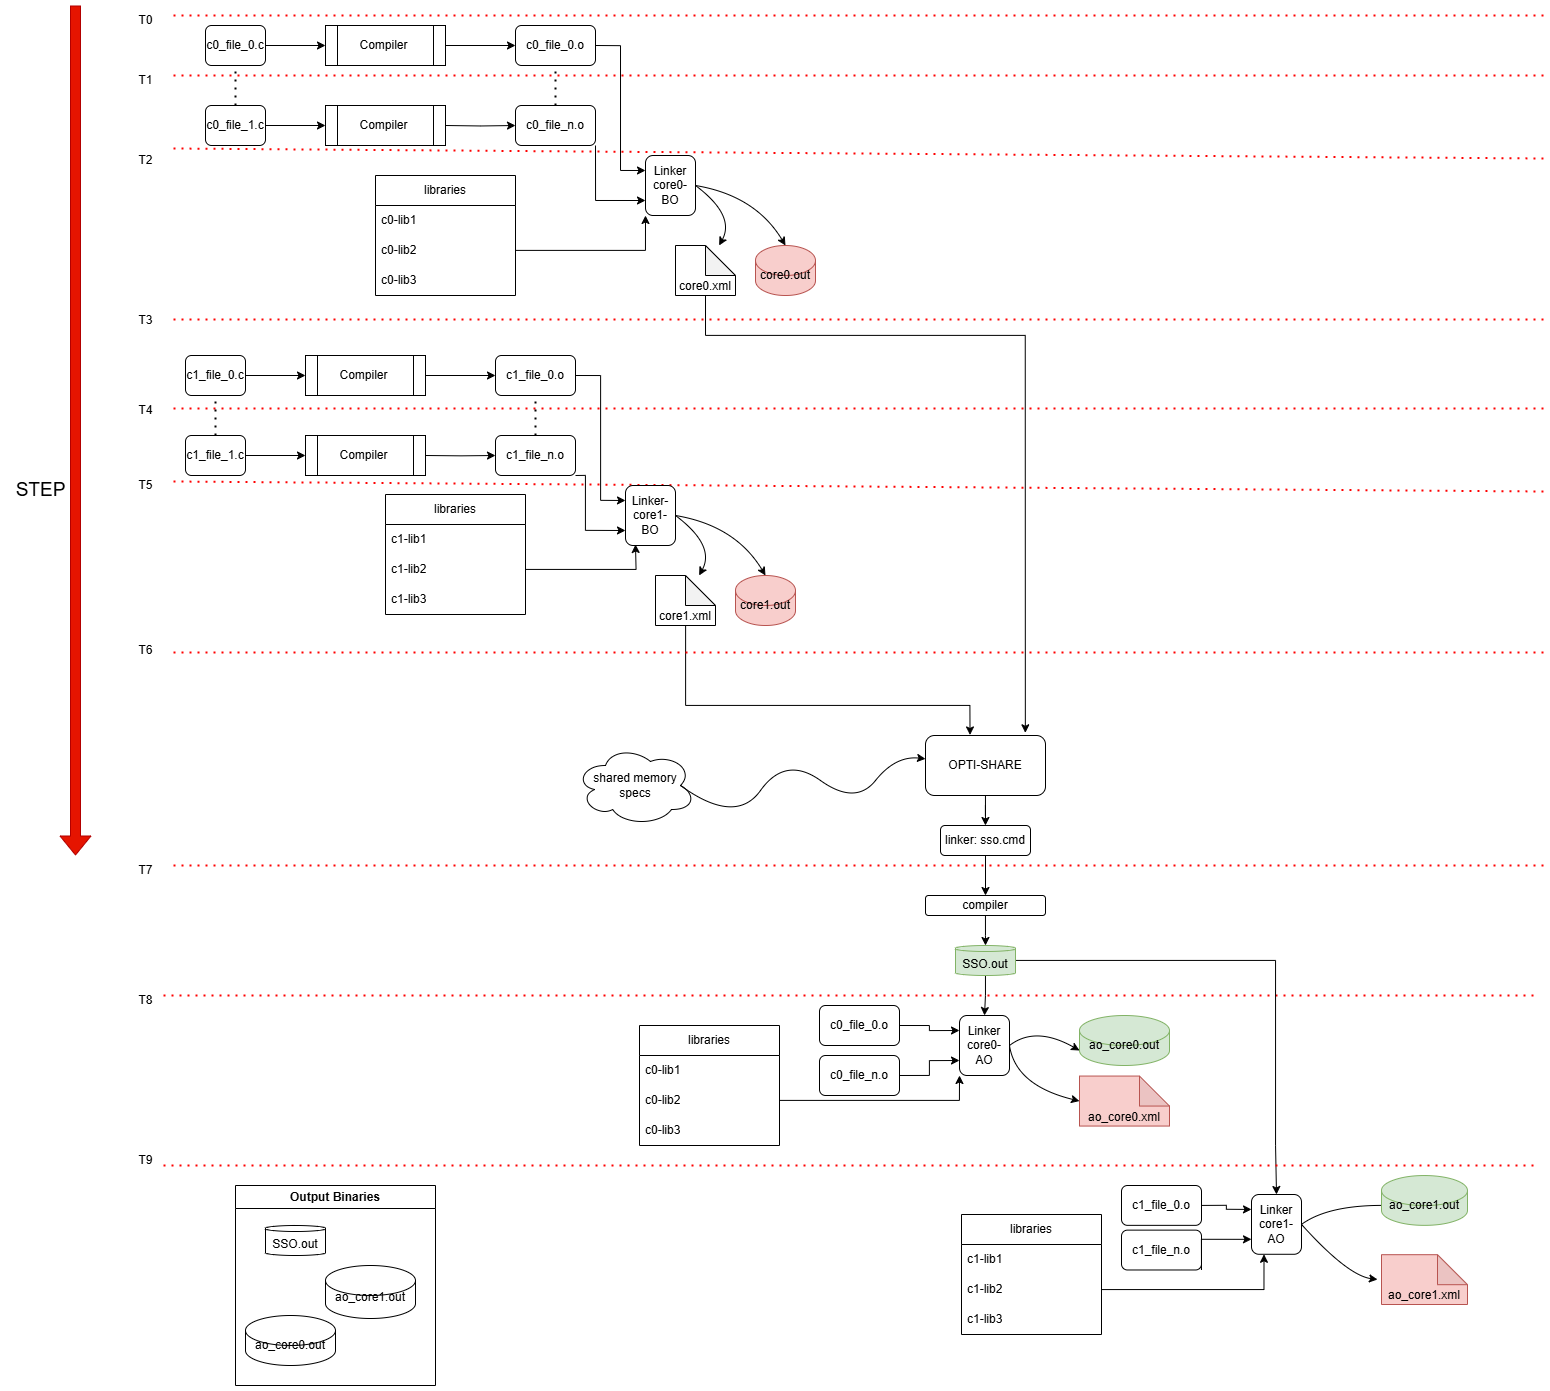 T0
c0_file_0.c
Compiler
c0_file_0.o
T1
c0_file_1.c
Compiler
c0_file_n.o
T2
Linker
core0-
BO
libraries
c0-lib1
c0-lib2
c0-lib3
core0.xml
core0.out
T3
c1_file_0.c
Compiler
c1_file_0.o
T4
c1_file_1.c
Compiler
c1_file_n.o
STEP
T5
Linker-
core1-
BO
libraries
c1-lib1
c1-lib2
c1-lib3
core1.xml
core1.out
T6
shared memory
specs
OPTI-SHARE
linker: sso.cmd
T7
compiler
SSO.out
T8
c0_file_0.o
c0_file_n.o
Linker
core0-
AO
libraries
c0-lib1
c0-lib2
c0-lib3
ao_core0.out
ao_core0.xml
T9
Output Binaries
SSO.out
ao_core1.out
ao_core0.out
c1_file_0.o
c1_file_n.o
Linker
core1-
AO
libraries
c1-lib1
c1-lib2
c1-lib3
ao_core1.out
ao_core1.xml